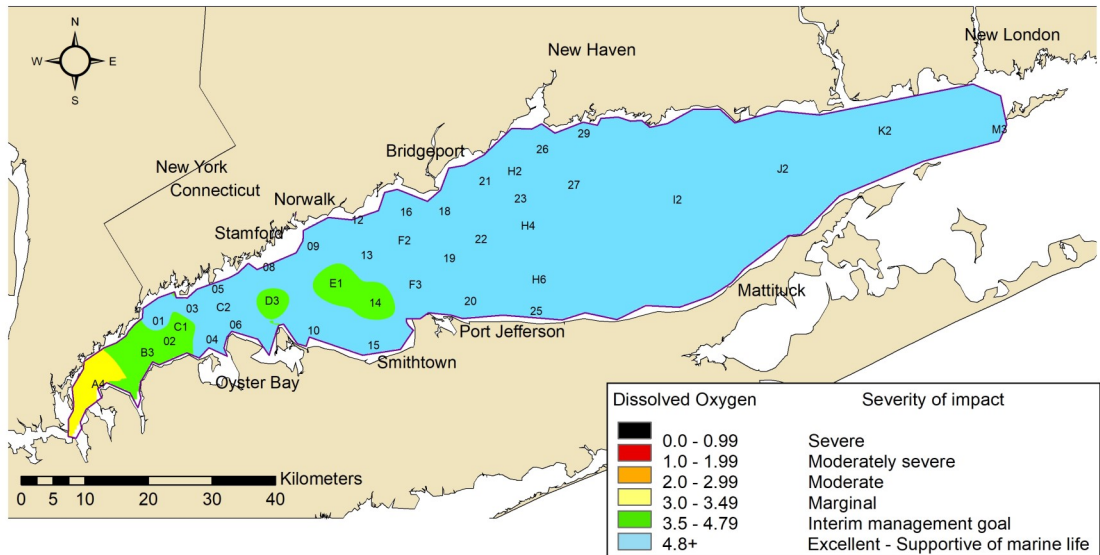 N
W E
S
New London
New Haven
Bridgeport
New York
Connecticut
Norwalk
Stamford
Mattituck
Port Jefferson
Smithtown
Oyster Bay
29
26
K2
M3
H2
J2
21
27
23
I2
12
16
18
H4
09
F2
22
13
19
08
05
E1
F3
H6
D3
14
20
25
03
C2
01
C1
06
10
02
04
B3
15
A4
Kilometers
0 5 10 20 30 40
Dissolved Oxygen Severity of impact
0.0 - 0.99 Severe
1.0 - 1.99 Moderately severe
2.0 - 2.99 Moderate
3.0 - 3.49 Marginal
3.5 - 4.79 Interim management goal
4.8+ Excellent - Supportive of marine life